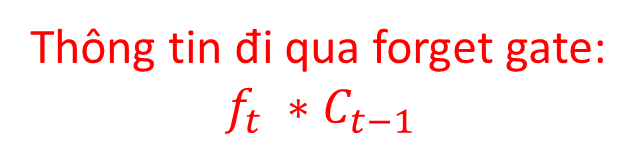 Thông tin đi qua forget gate:
$f_t * C_{t-1}$